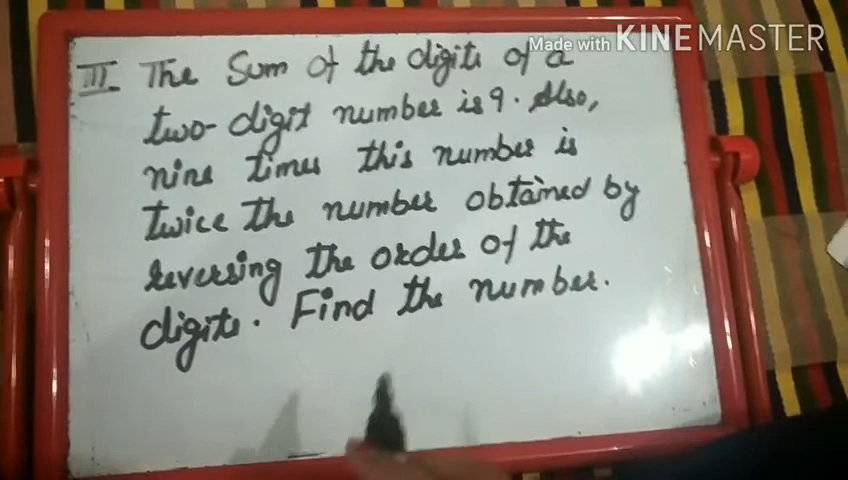 Made with KINEMASTER
III. The Sum of the digits of a
two-digit number is 9. Also,
nine times this number is
twice the number obtained by
reversing the order of the
digits. Find the number.